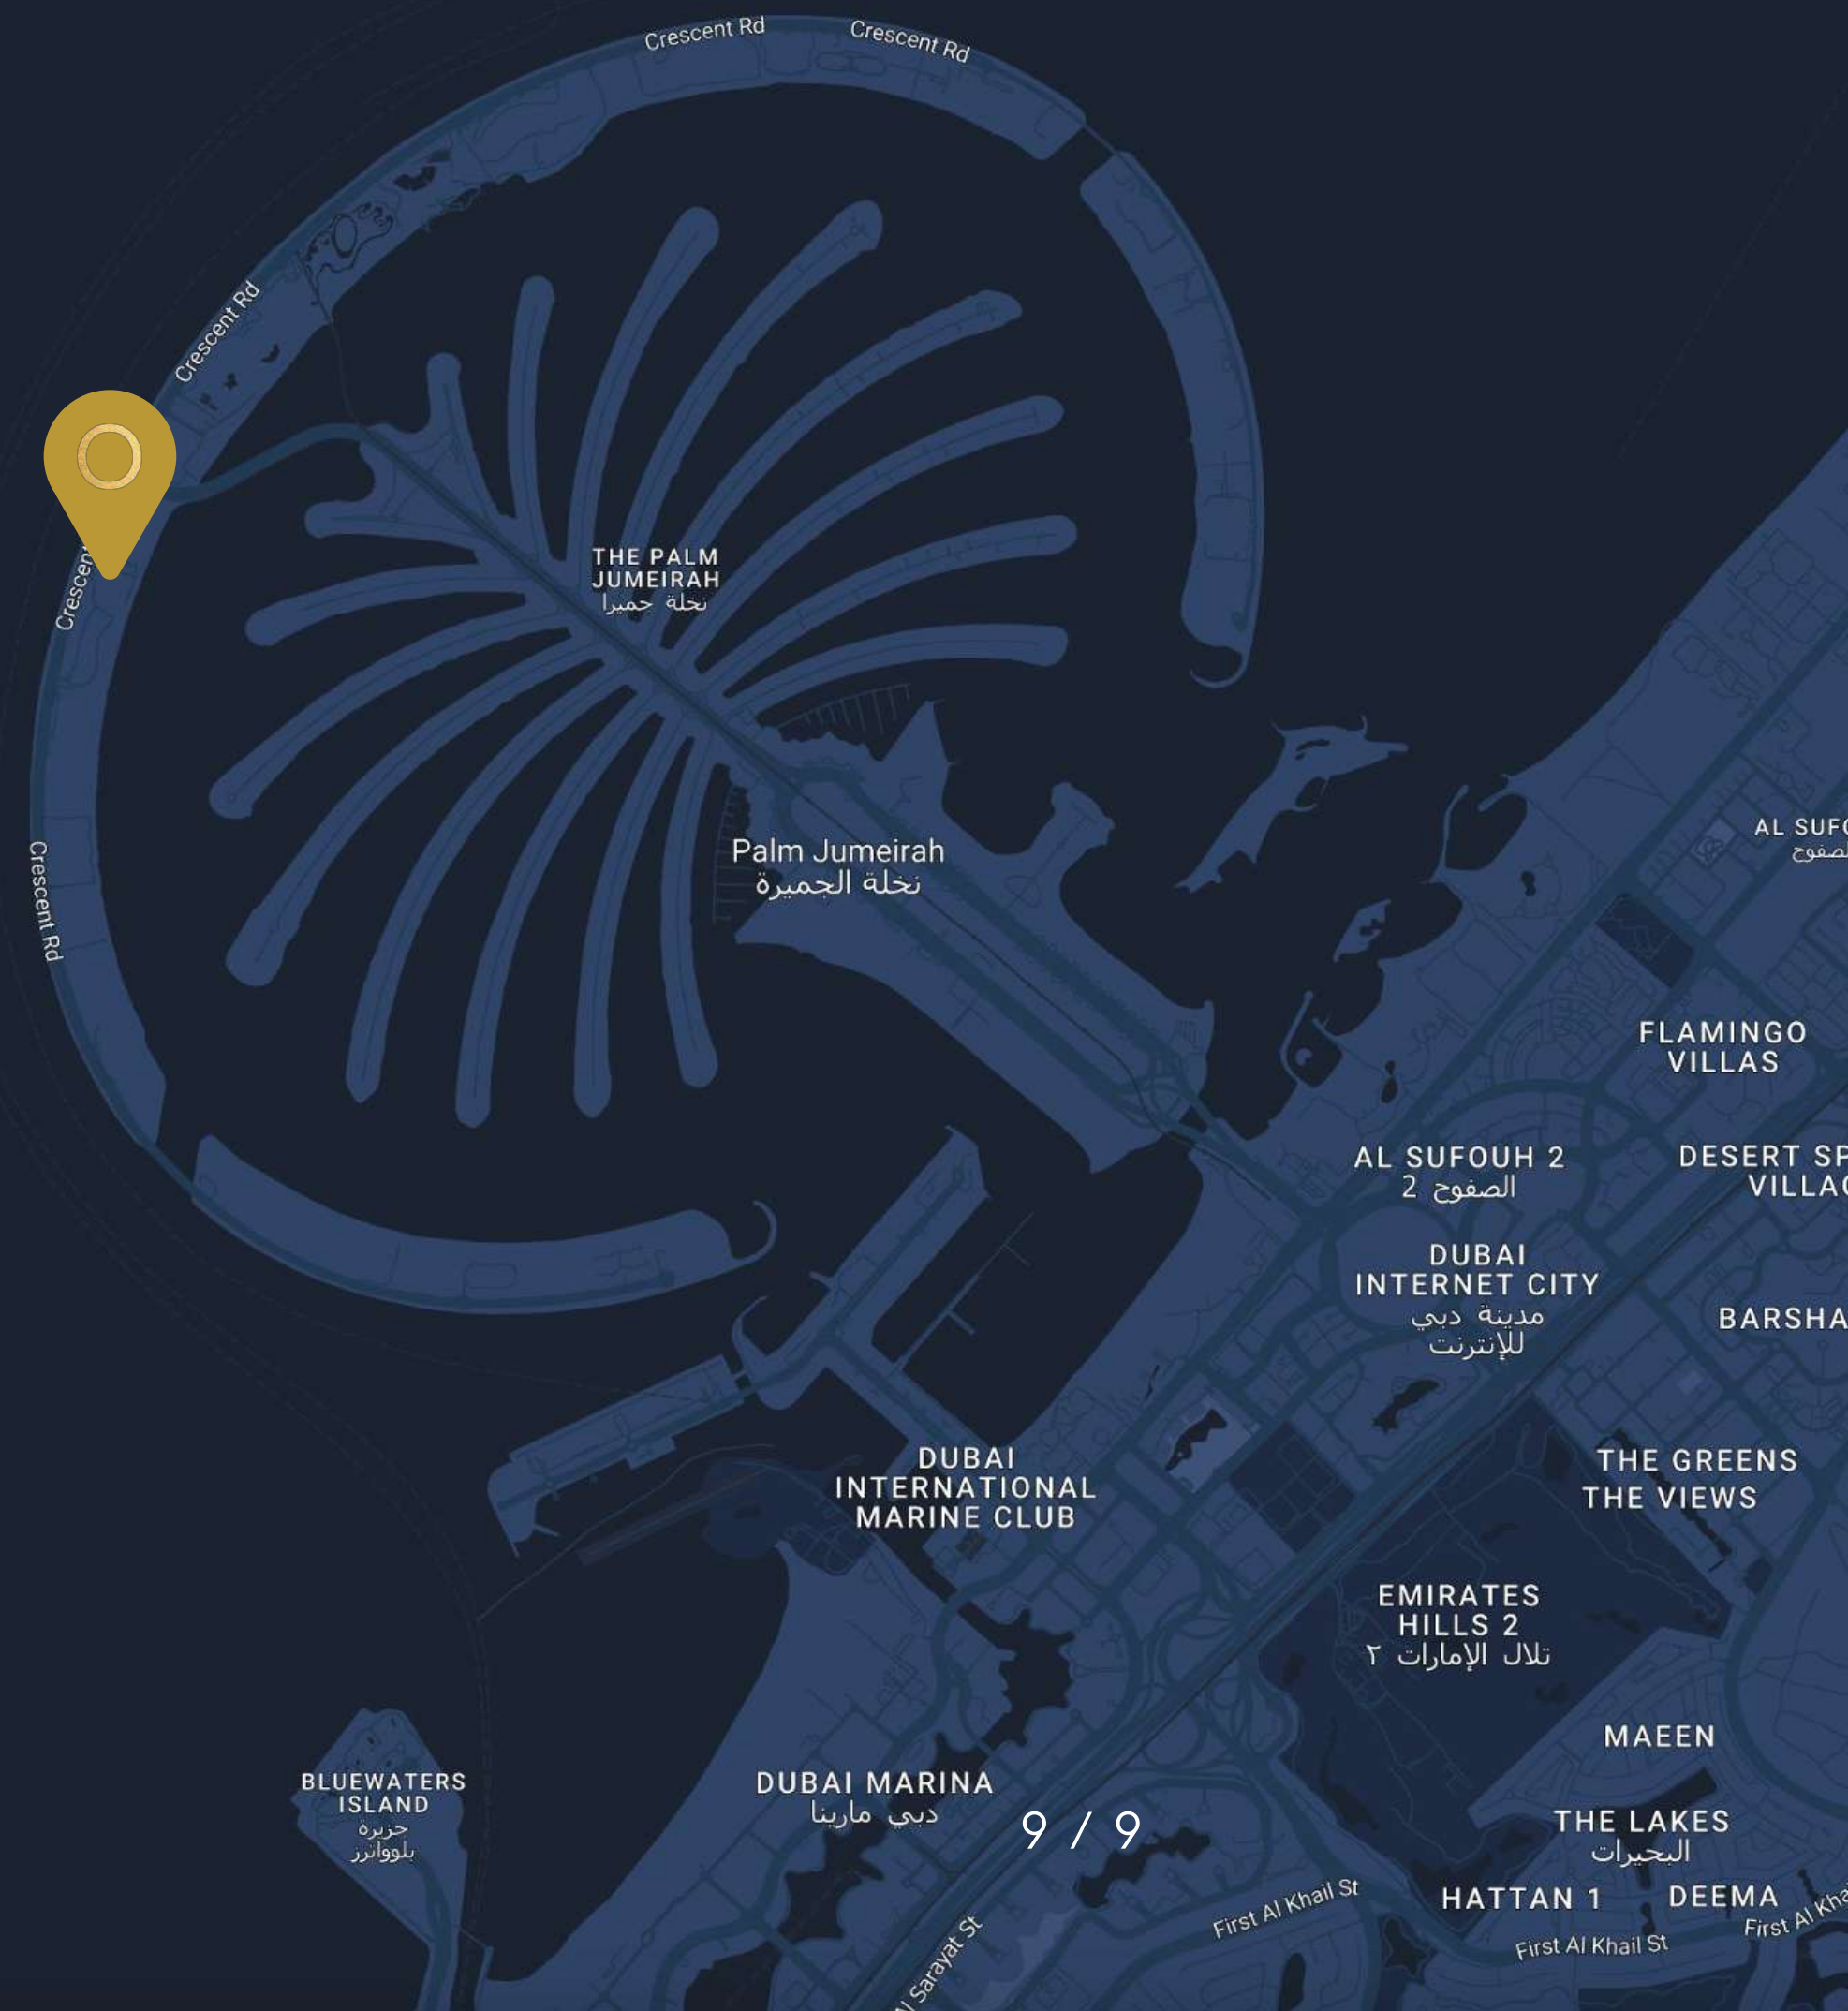 Crescent Rd
Crescent Rd
Crescent Rd
Crescent
THE PALM
JUMEIRAH
نخلة جميرا
Crescent Rd
Palm Jumeirah
نخلة الجميرة
AL SUFO
FLAMINGO
VILLAS
AL SUFOUH 2
الصفوح 2
DESERT SP
VILLAG
DUBAI
INTERNET CITY
مدينة دبي
للإنترنت
BARSHA
DUBAI
INTERNATIONAL
MARINE CLUB
THE GREENS
THE VIEWS
EMIRATES
HILLS 2
تلال الإمارات ٢
MAEEN
BLUEWATERS
ISLAND
جزيرة
بلوواترز
DUBAI MARINA
دبي مارينا
9 / 9
THE LAKES
البحيرات
HATTAN 1
DEEMA
First Al Khail St
First Al Khail St
First Al Kha
Al Sarayat St